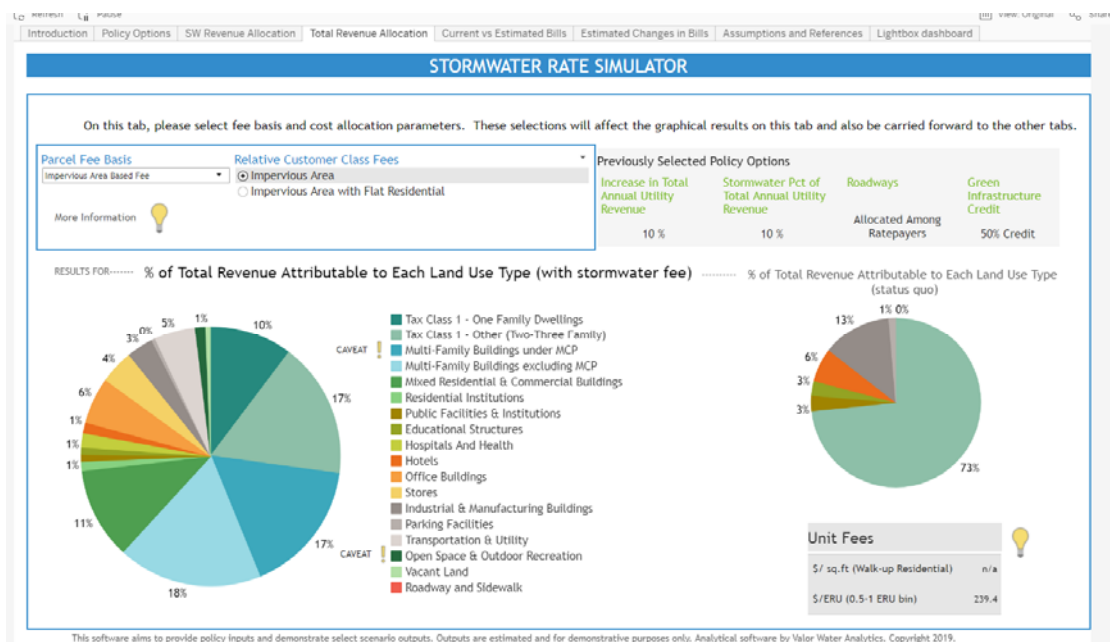 Refresh Pause View: Original Share
Introduction Policy Options SW Revenue Allocation Total Revenue Allocation Current vs Estimated Bills Estimated Changes in Bills Assumptions and References Lightbox dashboard
STORMWATER RATE SIMULATOR
On this tab, please select fee basis and cost allocation parameters. These selections will affect the graphical results on this tab and also be carried forward to the other tabs.
Parcel Fee Basis
Impervious Area Based Fee
More Information
Relative Customer Class Fees
Impervious Area
Impervious Area with Flat Residential
Previously Selected Policy Options
Increase in Total
Annual Utility
Revenue
10 %
Stormwater Pct of
Total Annual Utility
Revenue
10 %
Roadways
Allocated Among
Ratepayers
Green
Infrastructure
Credit
50% Credit
RESULTS FOR------- % of Total Revenue Attributable to Each Land Use Type (with stormwater fee)
% of Total Revenue Attributable to Each Land Use Type
(status quo)
10%
17%
17%
18%
11%
1%
1%
1%
6%
4%
3%
0%
5%
1%
CAVEAT !
CAVEAT !
Tax Class 1 - One Family Dwellings
Tax Class 1 - Other (Two-Three Family)
Multi-Family Buildings under MCP
Multi-Family Buildings excluding MCP
Mixed Residential & Commercial Buildings
Residential Institutions
Public Facilities & Institutions
Educational Structures
Hospitals And Health
Hotels
Office Buildings
Stores
Industrial & Manufacturing Buildings
Parking Facilities
Transportation & Utility
Open Space & Outdoor Recreation
Vacant Land
Roadway and Sidewalk
1% 0%
13%
6%
3%
3%
73%
Unit Fees
$/ sq.ft (Walk-up Residential) n/a
$/ERU (0.5-1 ERU bin) 239.4
This software aims to provide policy inputs and demonstrate select scenario outputs. Outputs are estimated and for demonstrative purposes only. Analytical software by Valor Water Analytics. Copyright 2019.